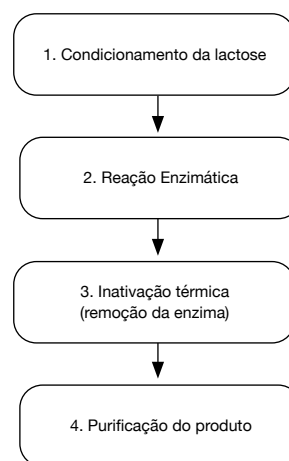 1. Condicionamento da lactose
2. Reação Enzimática
3. Inativação térmica
(remoção da enzima)
4. Purificação do produto